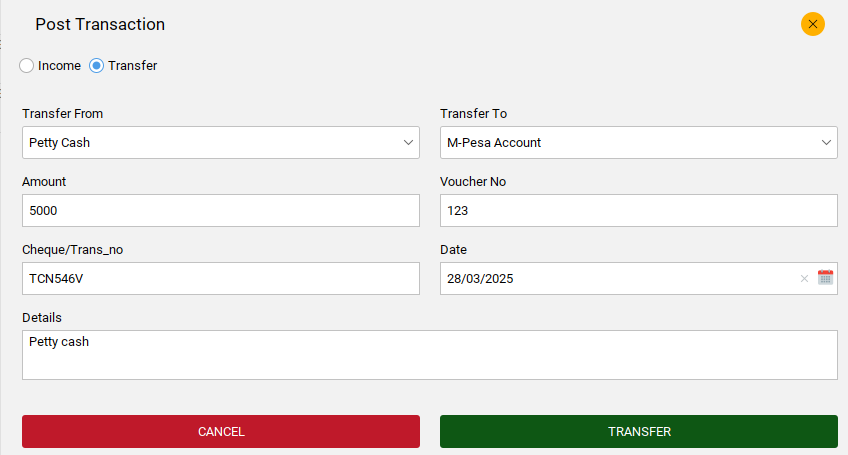 Post Transaction
Income Transfer
Transfer From Transfer To
Petty Cash M-Pesa Account
Amount Voucher No
5000 123
Cheque/Trans_no Date
TCN546V 28/03/2025
Details
Petty cash
CANCEL TRANSFER